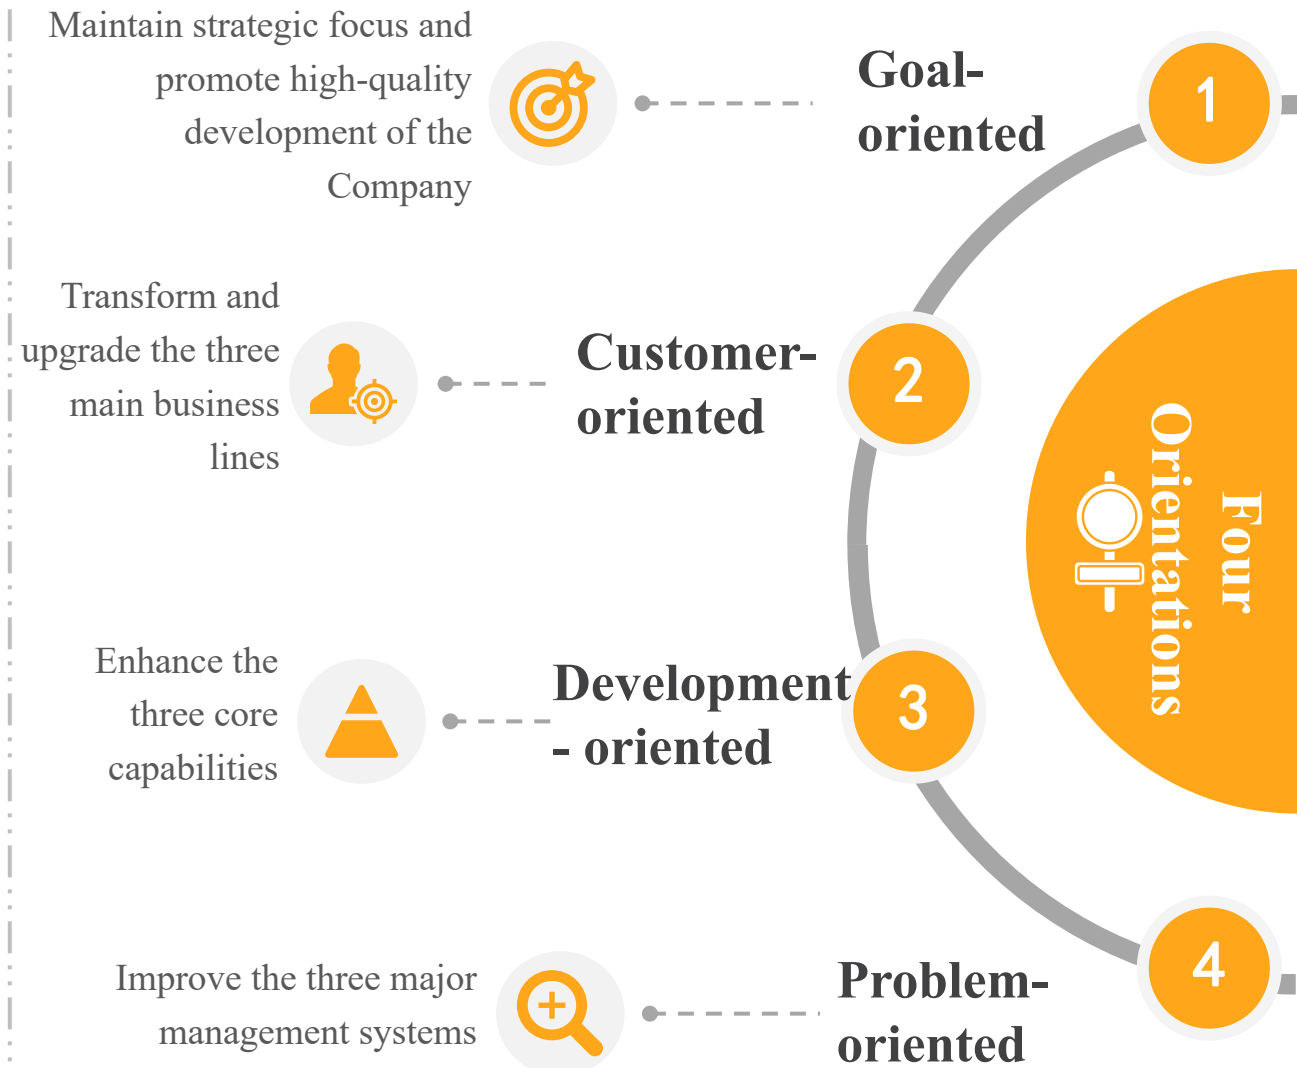 Maintain strategic focus and
promote high-quality
development of the
Company
Goal-
oriented
1
Transform and
upgrade the three
main business
lines
Customer-
oriented
2
Four
Orientations
Enhance the
three core
capabilities
Development
- oriented
3
Improve the three major
management systems
Problem-
oriented
4